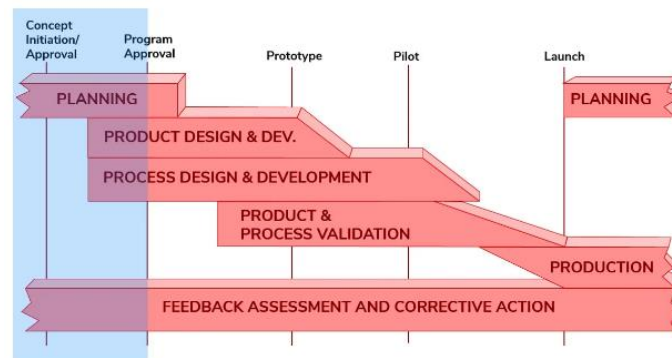 Concept
Initiation/
Approval
Program
Approval
Prototype
Pilot
Launch
PLANNING
PLANNING
PRODUCT DESIGN & DEV.
PROCESS DESIGN & DEVELOPMENT
PRODUCT &
PROCESS VALIDATION
PRODUCTION
FEEDBACK ASSESSMENT AND CORRECTIVE ACTION